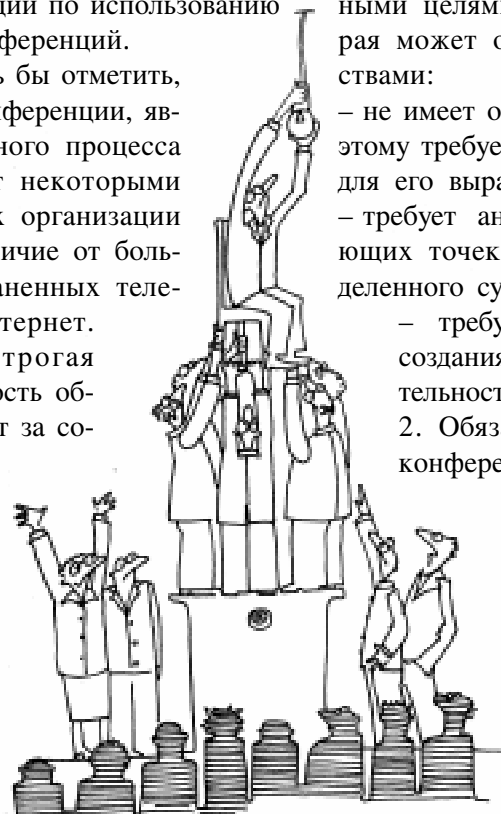 ции по использованию
ференций.
бы отметить,
ференции, яв-
ного процесса
некоторыми
организации
ичие от боль-
аненных теле-
тернет.
строгая
ость об-
т за со-
ными целями
рая может о
ствами:
– не имеет о
этому требуе
для его выра
– требует ан
ющих точек
деленного су
– требу
создания
тельност
2. Обяз
конфере